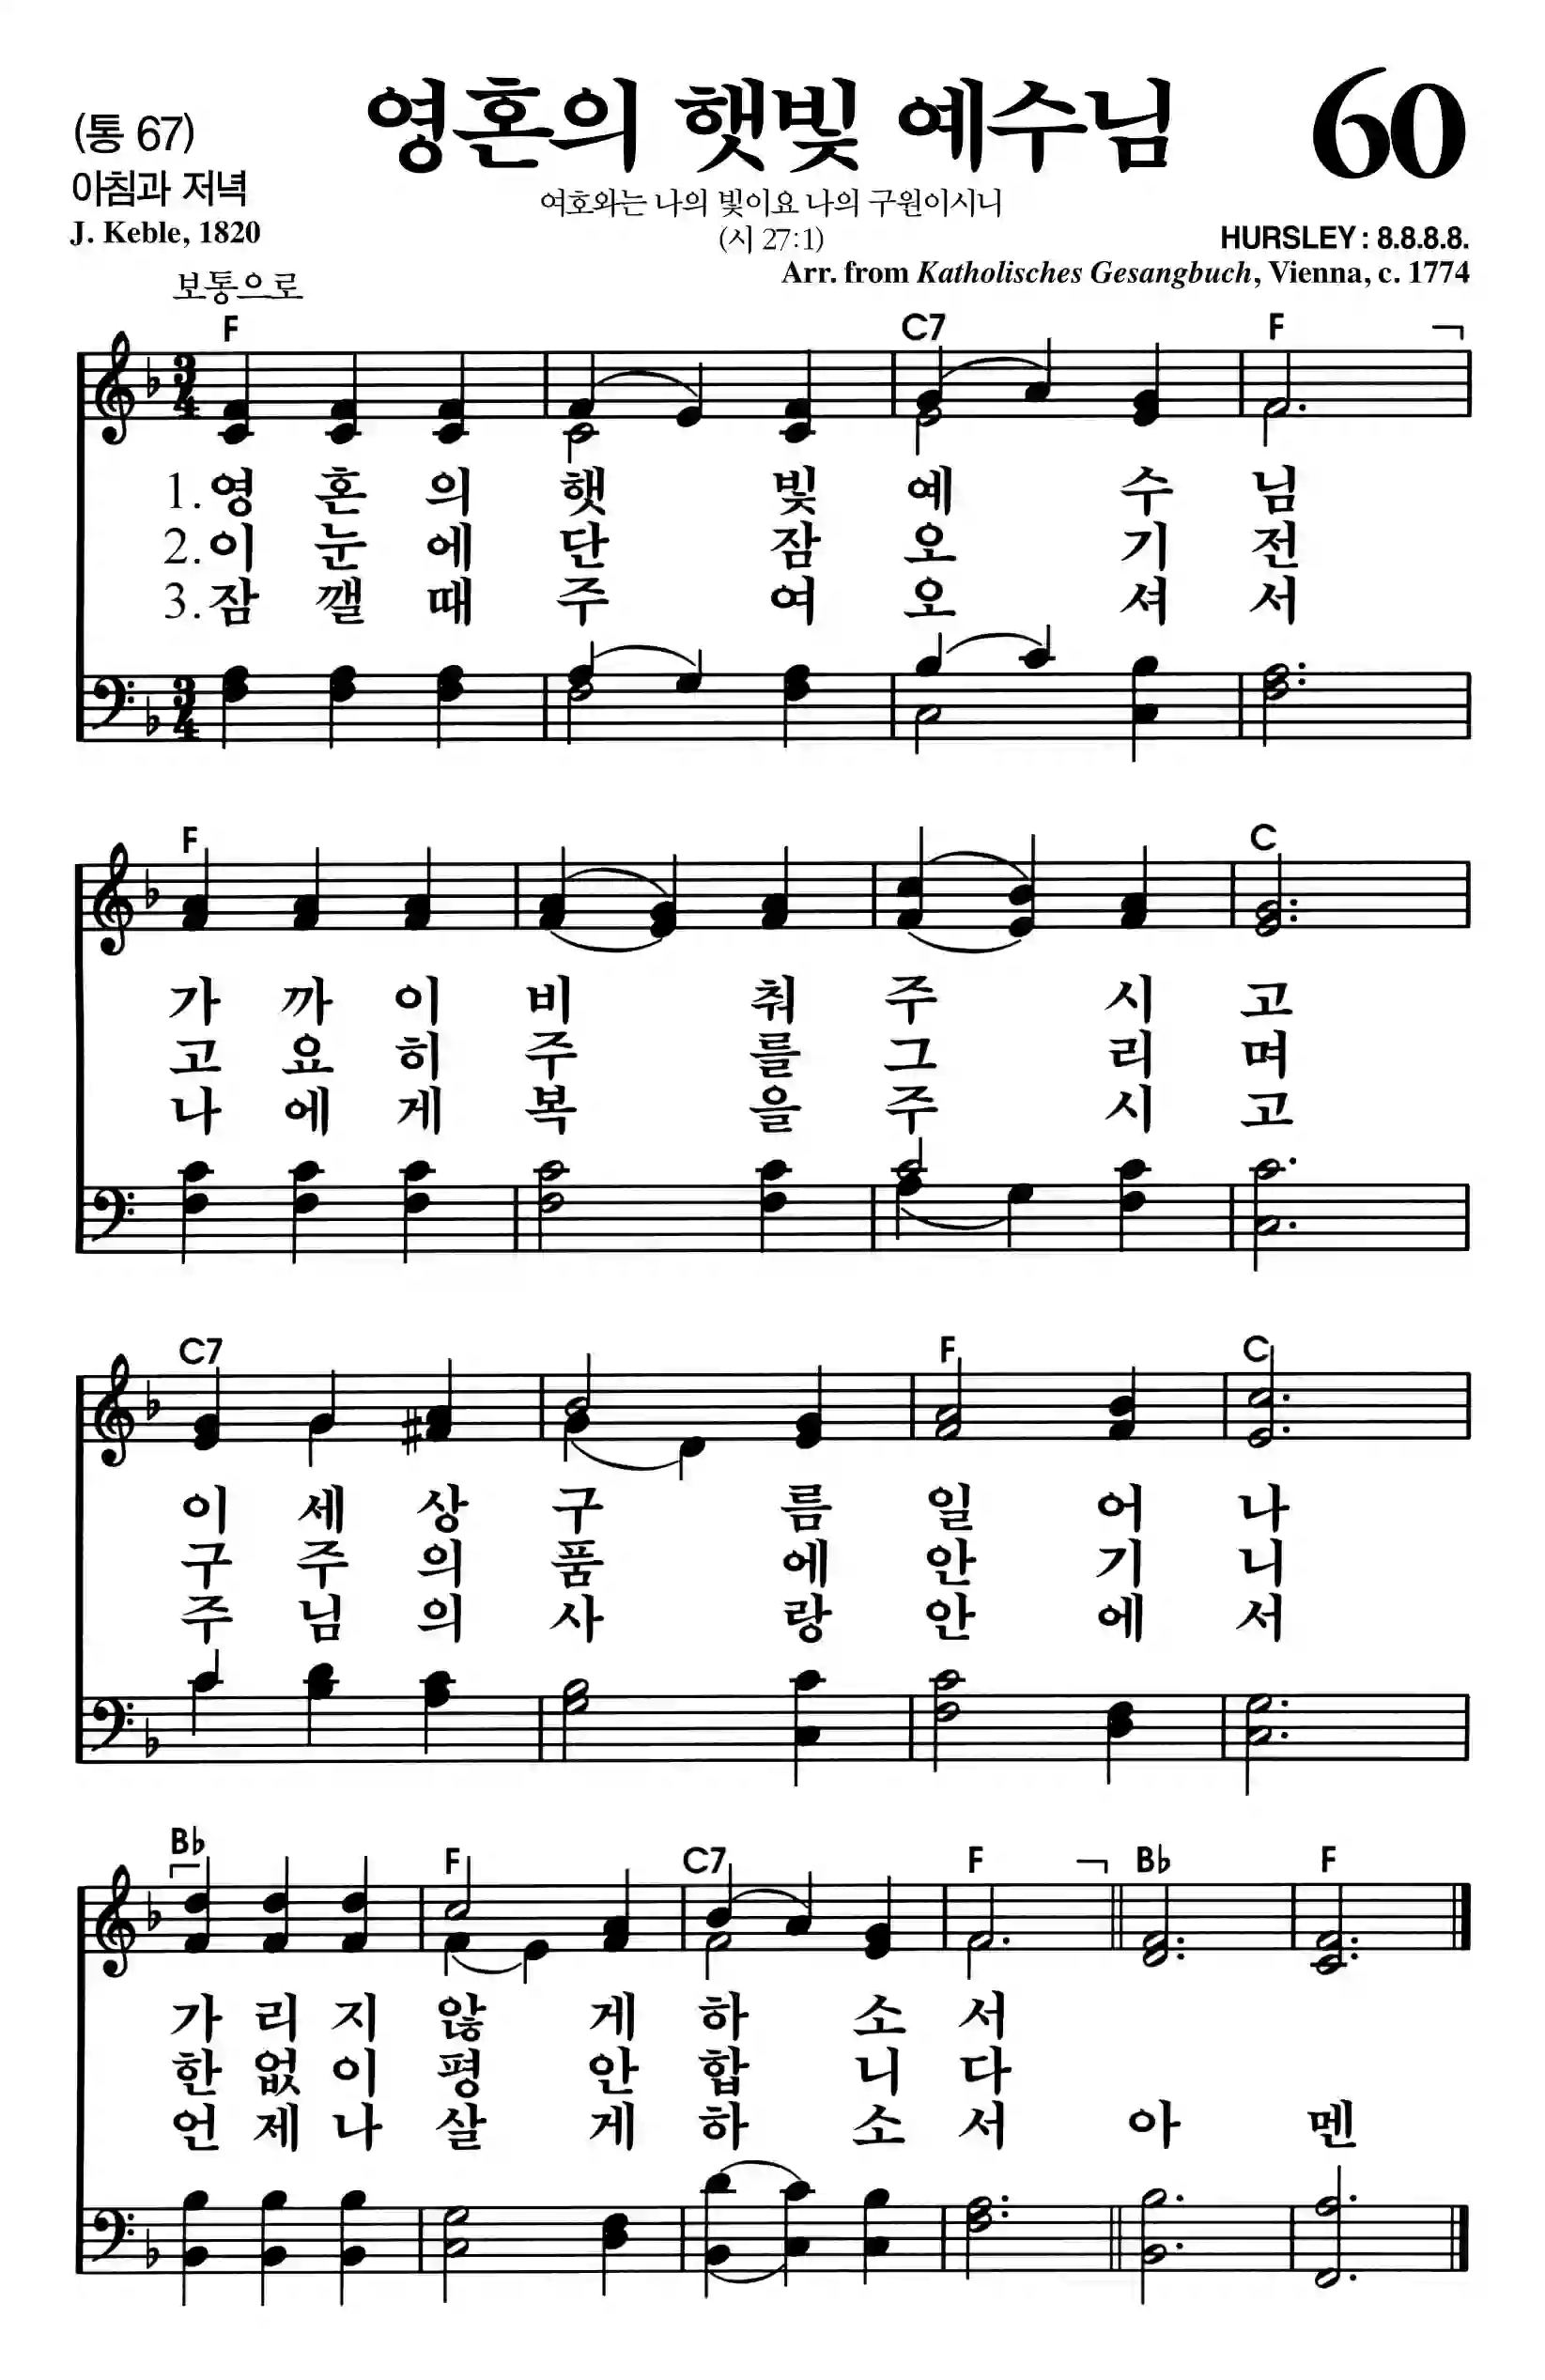 (통 67)
영혼의 햇빛 예수님
60
아침과 저녁
여호와는 나의 빛이요 나의 구원이시니
J. Keble, 1820
(시 27:1)
HURSLEY : 8.8.8.8.
Arr. from Katholisches Gesangbuch, Vienna, c. 1774
보통으로
F C7 F
1. 영 혼 의 햇 빛 예 수 님
2. 이 눈 에 단 잠 오 기 전
3. 잠 깰 때 주 여 오 셔 서
F C
가 까 이 비 춰 주 시 고
고 요 히 주 를 그 리 며
나 에 게 복 을 주 시 고
C7 F C
이 세 상 구 름 일 어 나
구 주 의 품 에 안 기 니
주 님 의 사 랑 안 에 서
B♭ F C7 F B♭ F
가 리 지 않 게 하 소 서
한 없 이 평 안 합 니 다
언 제 나 살 게 하 소 서 아 멘